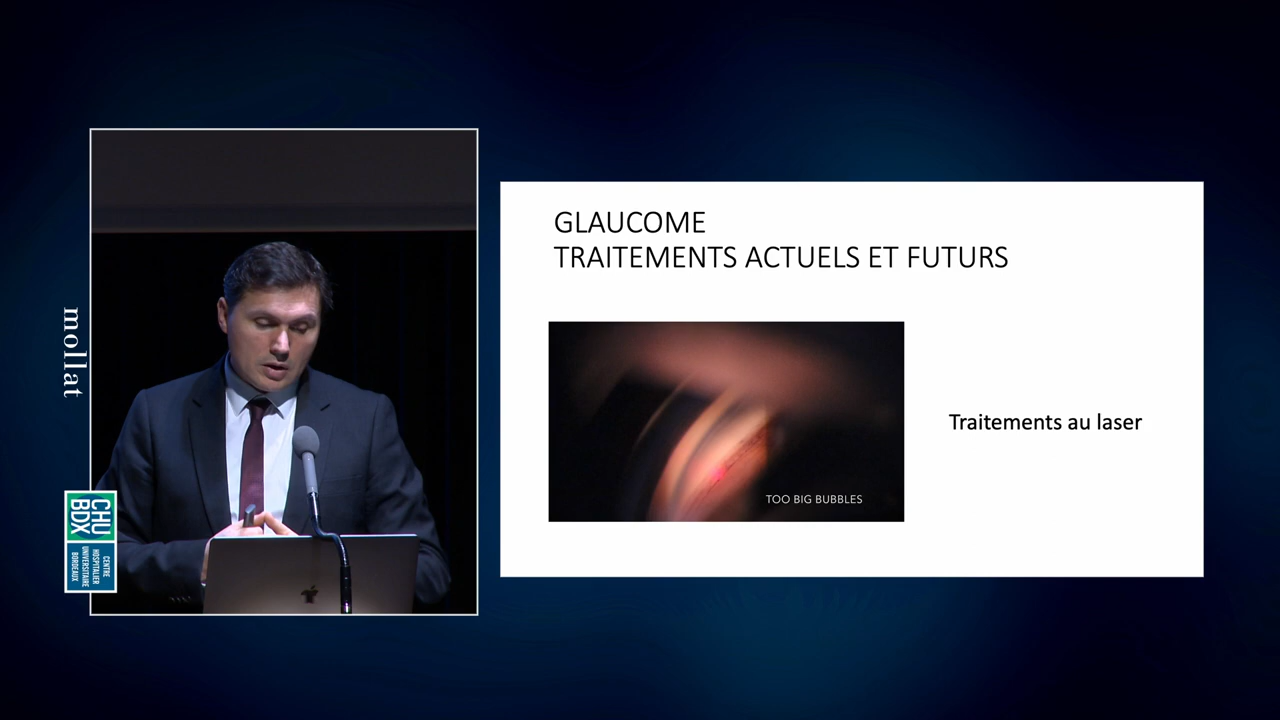 mollat
CHU
BDX
CENTRE
HOSPITALIER
UNIVERSITAIRE
BORDEAUX
GLAUCOME
TRAITEMENTS ACTUELS ET FUTURS
TOO BIG BUBBLES
Traitements au laser